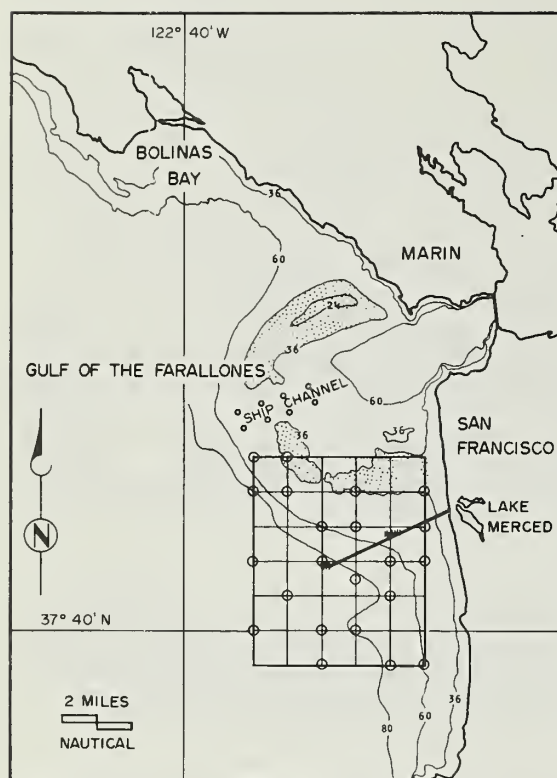 122° 40' W
BOLINAS
BAY
36
60
MARIN
24
36
GULF OF THE FARALLONES
SHIP CHANNEL
60
36
36
SAN
FRANCISCO
LAKE
MERCED
N
37° 40' N
2 MILES
NAUTICAL
80
60
36